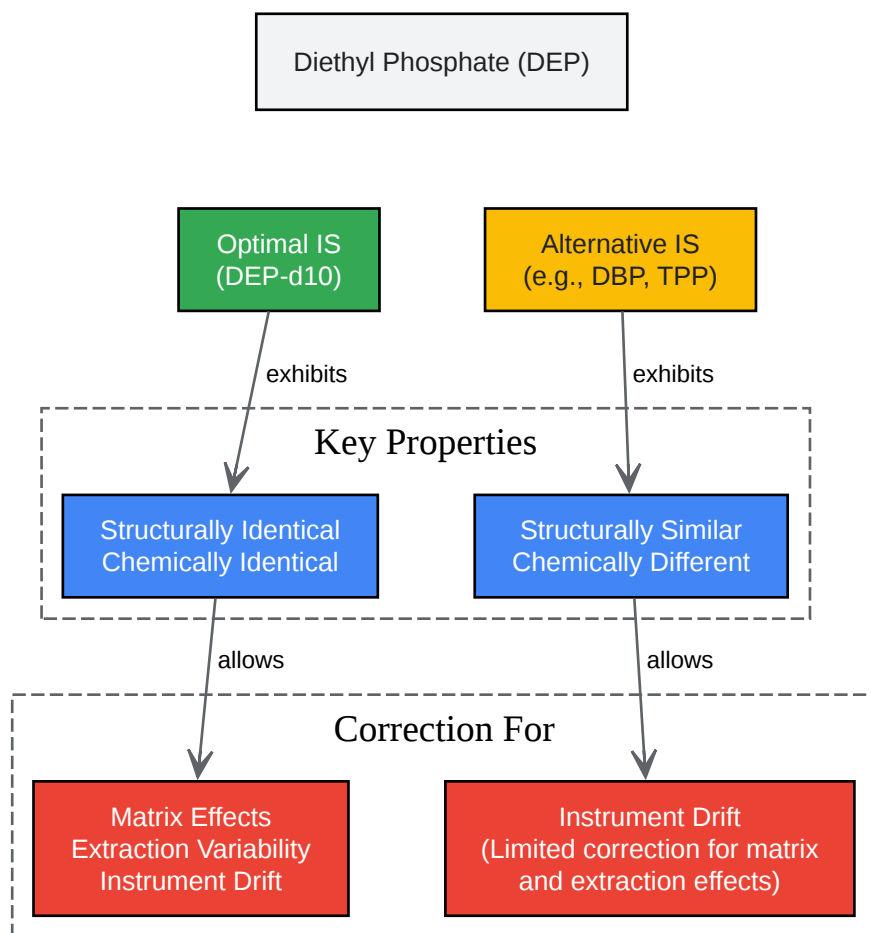 Diethyl Phosphate (DEP)
Optimal IS
(DEP-d10)
Alternative IS
(e.g., DBP, TPP)
exhibits
exhibits
Key Properties
Structurally Identical
Chemically Identical
Structurally Similar
Chemically Different
allows
allows
Correction For
Matrix Effects
Extraction Variability
Instrument Drift
Instrument Drift
(Limited correction for matrix
and extraction effects)